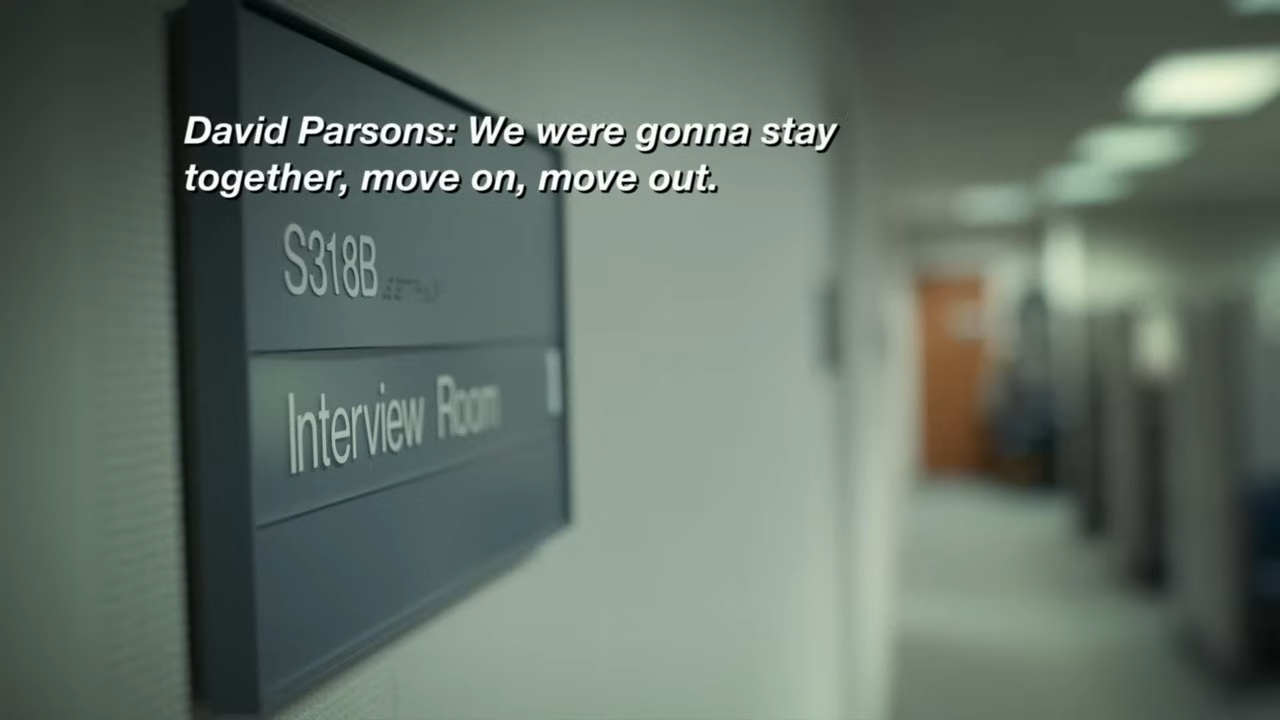 David Parsons: We were gonna stay
together, move on, move out.
S318B
Interview Room